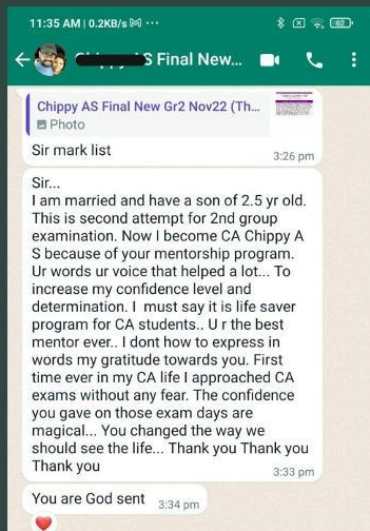 11:35 AM | 0.2KB/s
62
S Final New...
Chippy AS Final New Gr2 Nov22 (Th...
Photo
Sir mark list
3:26 pm
Sir...
I am married and have a son of 2.5 yr old.
This is second attempt for 2nd group
examination. Now I become CA Chippy A
S because of your mentorship program.
Ur words ur voice that helped a lot... To
increase my confidence level and
determination. I must say it is life saver
program for CA students.. U r the best
mentor ever.. I dont how to express in
words my gratitude towards you. First
time ever in my CA life I approached CA
exams without any fear. The confidence
you gave on those exam days are
magical... You changed the way we
should see the life... Thank you Thank you
Thank you
3:33 pm
You are God sent
3:34 pm